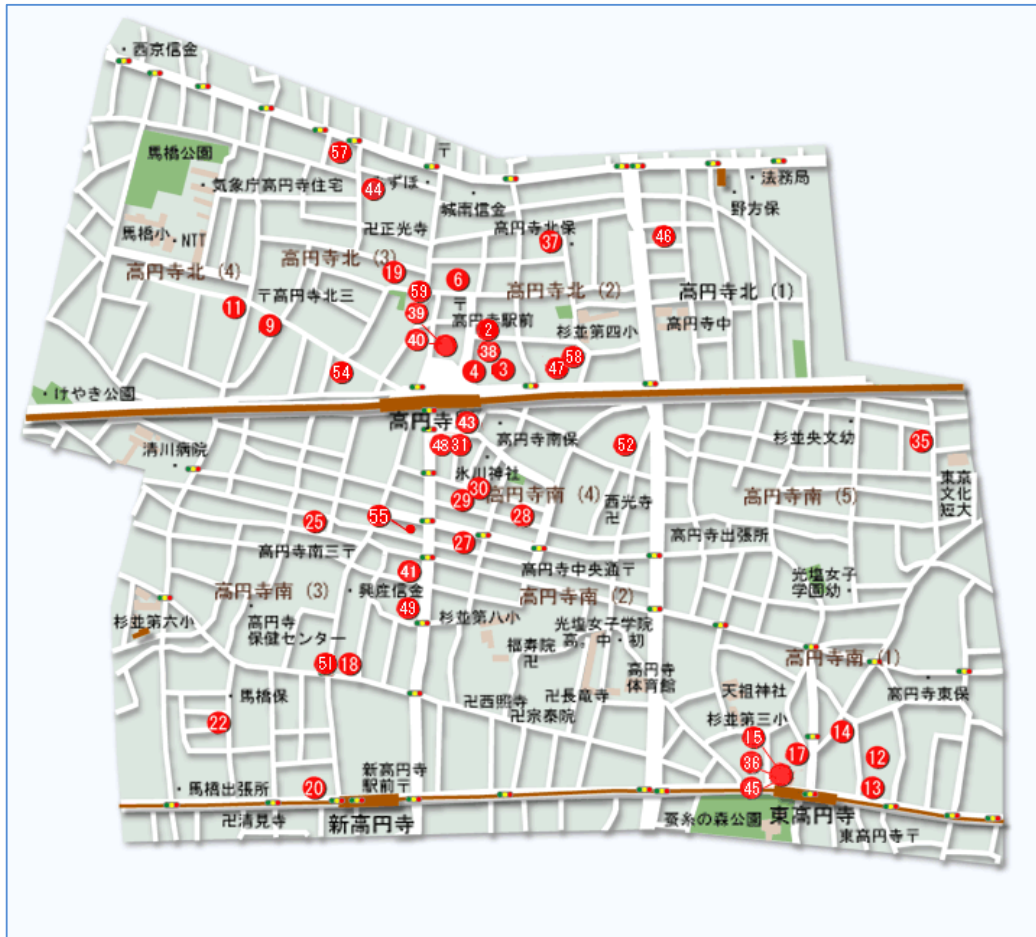 ・西京信金
57
〒
馬橋公園
・気象庁高円寺住宅
44
ずほ・
・法務局
城南信金
野方保
卍正光寺
高円寺北保
37
46
馬橋小・
NTT
高円寺北(4)
高円寺北(3)
19
59
6
高円寺北(2)
高円寺北(1)
11
〒高円寺北三
9
39
〒
高円寺駅前
2
杉並第四小
高円寺中
40
38
58
54
4
3
47
・けやき公園
高円寺
43
・高円寺南保
48
31
52
杉並央文幼
35
清川病院
氷川神社
30
29
高円寺南(4)
高円寺南(5)
東京
文化
短大
28
西光寺
卍
25
55
高円寺南三〒
27
高円寺出張所
高円寺中央通〒
41
光塩女子
学園幼・
高円寺南(3)
・興産信金
高円寺南(2)
49
杉並第六小
高円寺
保健センター
杉並第八小
光塩女子学院
高。中・初
福寿院
卍
51
18
高円寺
体育館
高円寺南(1)
高円寺東保
・馬橋保
卍西照寺
卍長竜寺
卍宗泰院
天祖神社
杉並第三小
22
15
14
17
36
12
新高円寺
駅前〒
・馬橋出張所
20
45
13
卍清見寺
新高円寺
蚕糸の森公園
東高円寺
東高円寺〒